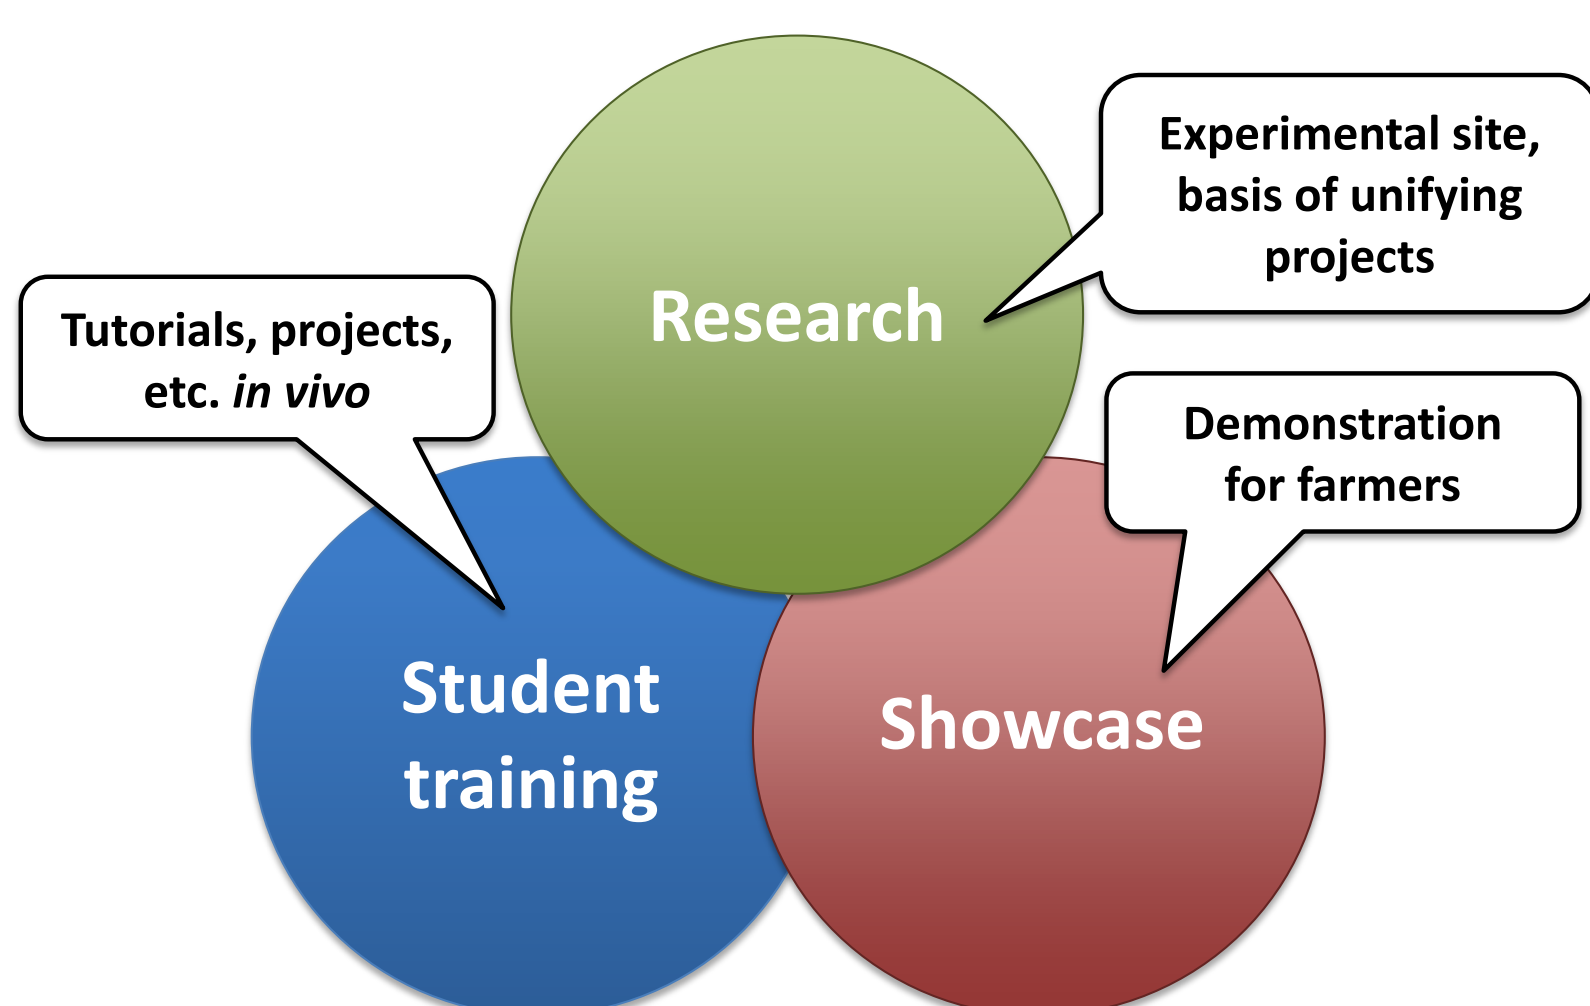 Experimental site,
basis of unifying
projects
Research
Tutorials, projects,
etc. in vivo
Demonstration
for farmers
Student
training
Showcase